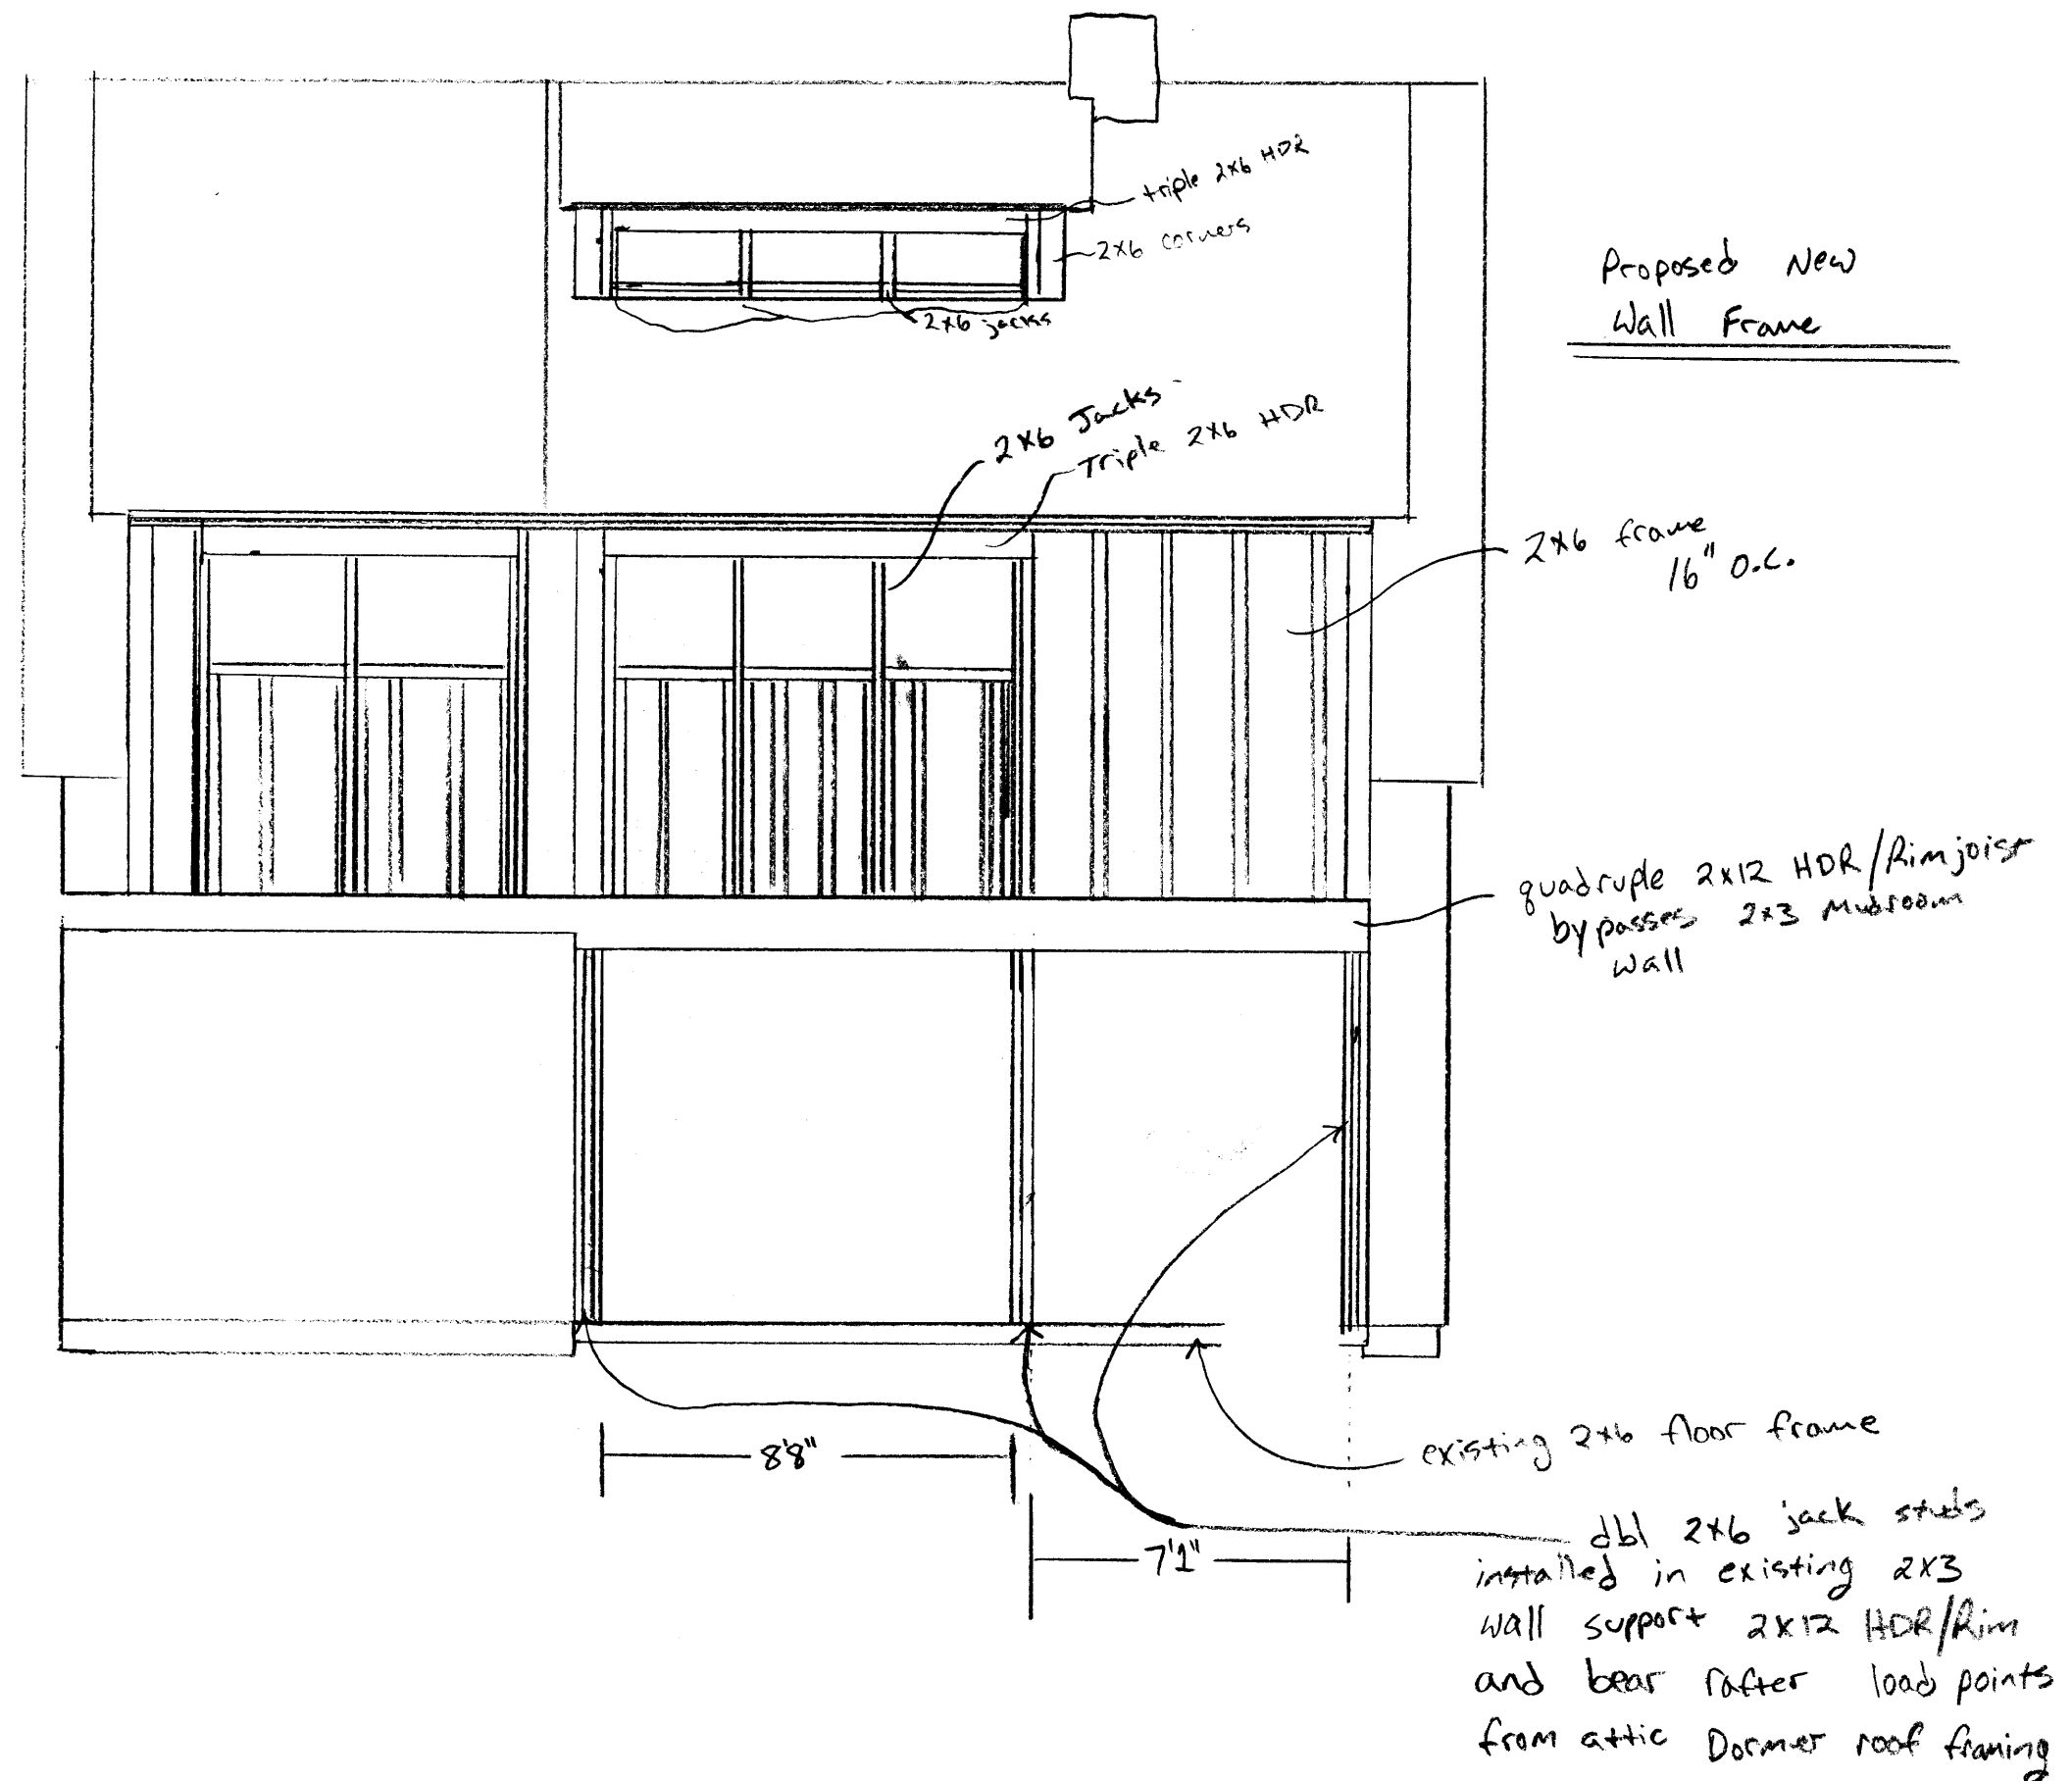 triple 2x6 HDR
2x6 corners
2x6 jacks
Proposed New
Wall Frame
2x6 Jacks
Triple 2x6 HDR
2x6 frame
16" O.C.
quadruple 2x12 HDR/Rim joist
bypasses 2x3 Mudroom
Wall
8'8"
existing 2x6 floor frame
7'1"
dbl 2x6 jack studs
installed in existing 2x3
wall support 2x12 HDR/Rim
and bear rafter load points
from attic Dormer roof framing